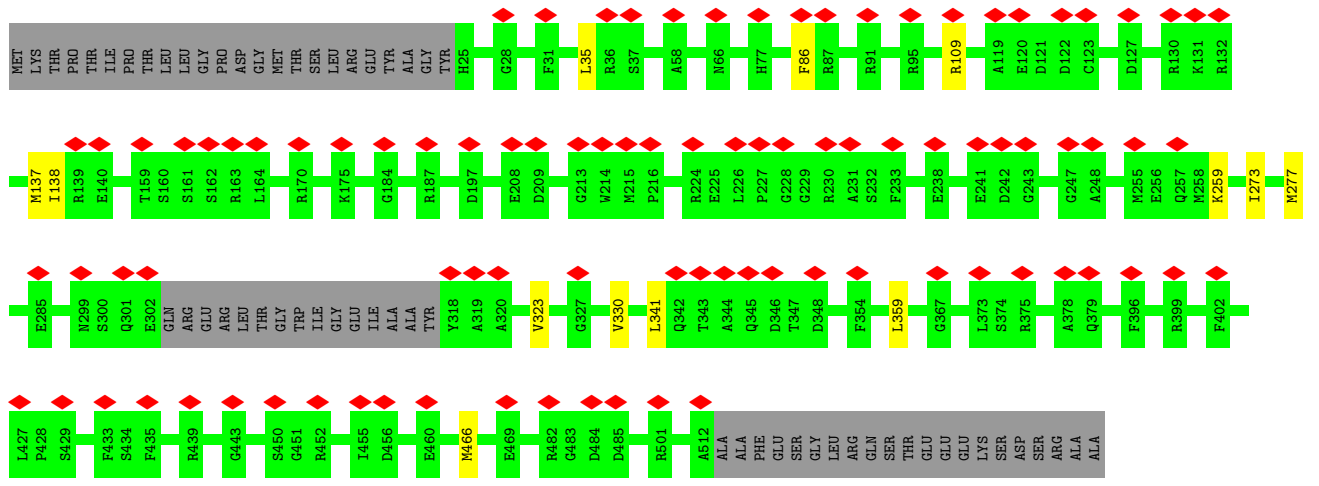 MET LYS THR PRO THR ILE PRO THR LEU LEU GLY PRO ASP GLY MET THR SER LEU ARG GLU TYR ALA GLY TYR H25 G28 F31 L35 R36 S37 A58 N66 H77 F86 R87 R91 R95 R109 A119 E120 D121 D122 C123 D127 R130 K131 R132
M137 I138 R139 E140 T159 S160 S161 S162 R163 L164 R170 K175 G184 R187 D197 E208 D209 G213 W214 M215 P216 R224 E225 L226 P227 G228 G229 R230 A231 S232 F233 E238 E241 D242 G243 G247 A248 M255 E256 Q257 M258 K259 I273 M277
E285 N299 S300 Q301 E302 GLN ARG GLU ARG LEU THR GLY TRP ILE GLY GLU ILE ALA ALA TYR Y318 A319 A320 V323 G327 V330 L341 Q342 T343 A344 Q345 D346 T347 D348 F354 L359 G367 L373 S374 R375 A378 Q379 F396 R399 F402
L427 P428 S429 F433 S434 F435 R439 G443 S450 G451 R452 I455 D456 E460 M466 E469 R482 G483 D484 D485 R501 A512 ALA ALA PHE GLU SER GLY LEU ARG GLN SER THR GLU GLU GLU LYS SER ASP SER ARG ALA ALA